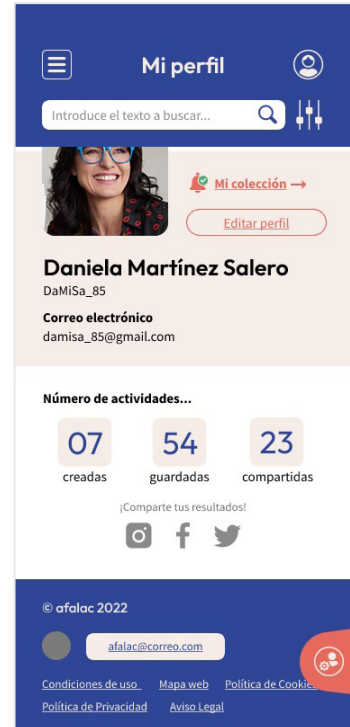 Mi perfil
Introduce el texto a buscar...
Mi colección →
Editar perfil
Daniela Martínez Salero
DaMiSa_85
Correo electrónico
damisa_85@gmail.com
Número de actividades...
07 54 23
creadas guardadas compartidas
¡Comparte tus resultados!
© afalac 2022
afalac@correo.com
Condiciones de uso Mapa web Política de Cookies
Política de Privacidad Aviso Legal